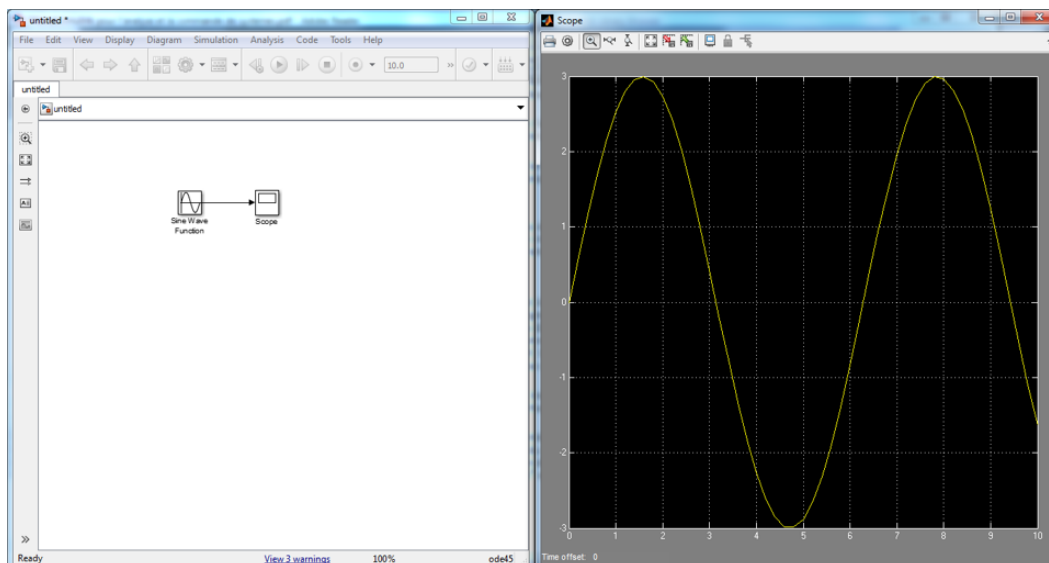 untitled *
File Edit View Display Diagram Simulation Analysis Code Tools Help
10.0
»
untitled
untitled
Sine Wave
Function
Scope
»
Ready View 3 warnings 100% ode45
Scope
3
2
1
0
-1
-2
-3
0 1 2 3 4 5 6 7 8 9 10
Time offset: 0